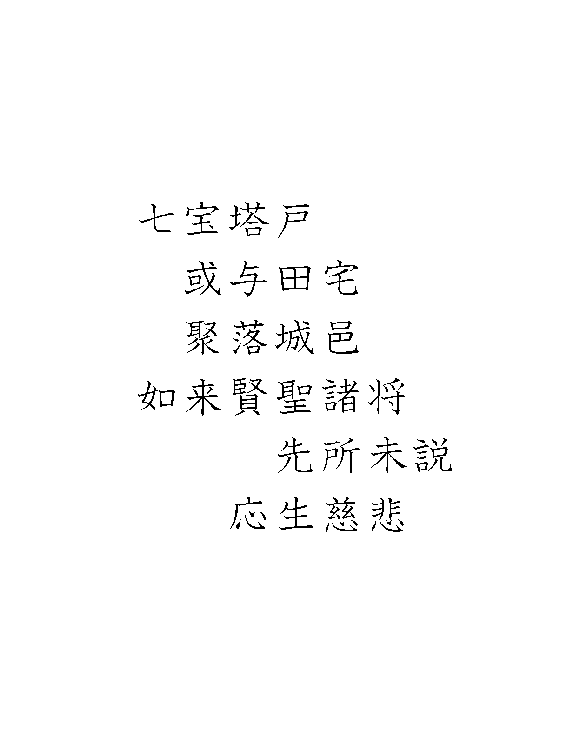 七宝塔戸
或与田宅
聚落城邑
如来賢聖諸将
先所未説
応生慈悲